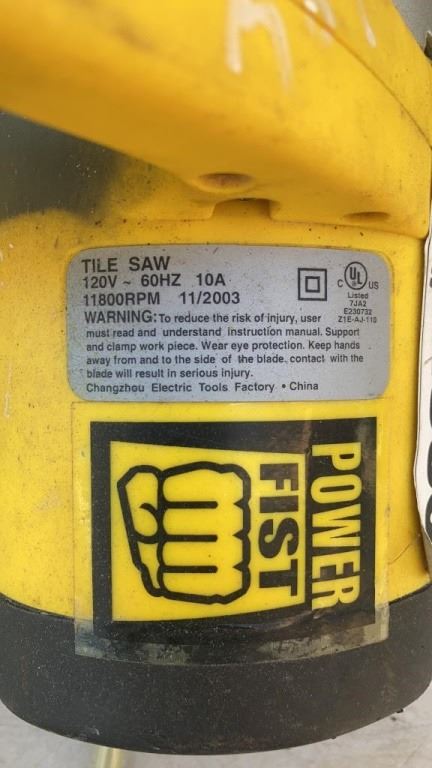 TILE SAW
120V ~ 60HZ 10A
11800RPM 11/2003
WARNING: To reduce the risk of injury, user
must read and understand instruction manual. Support
and clamp work piece. Wear eye protection. Keep hands
away from and to the side of the blade. contact with the
blade will result in serious injury.
Changzhou Electric Tools Factory • China
C UL US
Listed
7JA2
E230732
Z1E-AJ-110
POWER
FIST